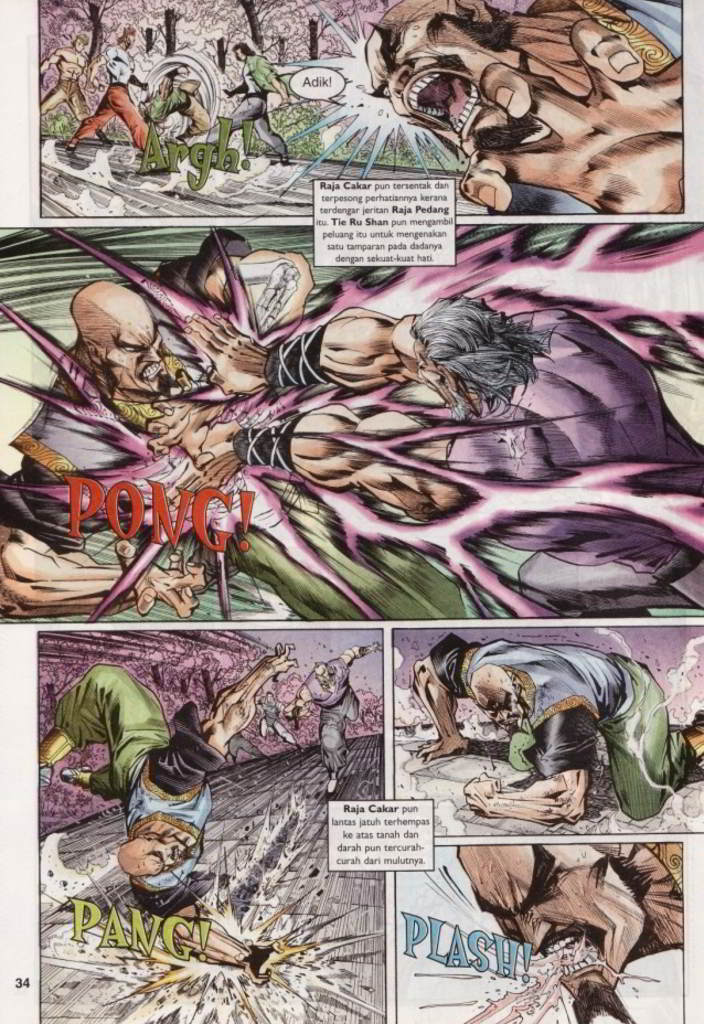 Adik!
Argh!
Raja Cakar pun tersentak dan
terpesong perhatiannya kerana
terdengar jeritan Raja Pedang
itu. Tie Ru Shan pun mengambil
peluang itu untuk mengenakan
satu tamparan pada dadanya
dengan sekuat-kuat hati.
PONG!
Raja Cakar pun
lantas jatuh terhempas
ke atas tanah dan
darah pun tercurah-
curah dari mulutnya.
PANG!
PLASH!
34